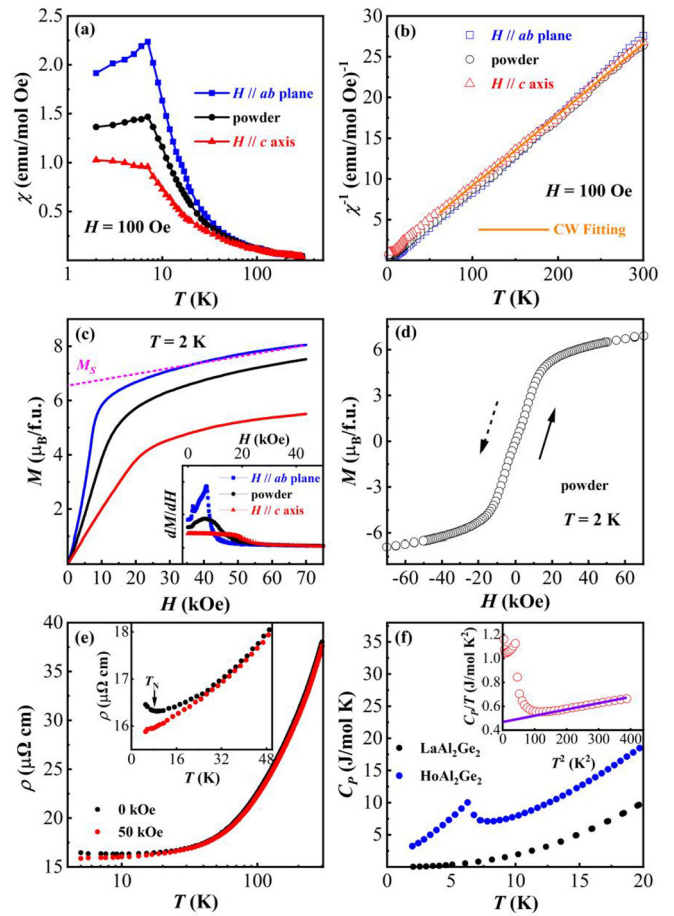 (a)
H // ab plane
powder
H // c axis
H = 100 Oe
χ (emu/mol Oe)
2.5
2.0
1.5
1.0
0.5
1
10
100
T (K)
(b)
H // ab plane
powder
H // c axis
H = 100 Oe
CW Fitting
χ⁻¹ (emu/mol Oe)⁻¹
30
25
20
15
10
5
0 50 100 150 200 250 300
T (K)
(c)
T = 2 K
M_S
M (μ_B/f.u.)
8
6
4
2
0 10 20 30 40 50 60 70
H (kOe)
H (kOe)
0 20 40
dM/dH
H // ab plane
powder
H // c axis
(d)
M (μ_B/f.u.)
6
3
0
-3
-6
powder
T = 2 K
-60 -40 -20 0 20 40 60
H (kOe)
(e)
ρ (μΩ cm)
40
35
30
25
20
15
18
17
16
ρ (μΩ cm)
T_N
0 16 32 48
T (K)
0 kOe
50 kOe
10
100
T (K)
(f)
C_P (J/mol K)
35
30
25
20
15
10
5
C_P/T (J/mol K²)
1.2
1.0
0.8
0.6
0.4
0 100 200 300 400
T² (K²)
LaAl₂Ge₂
HoAl₂Ge₂
0 5 10 15 20
T (K)